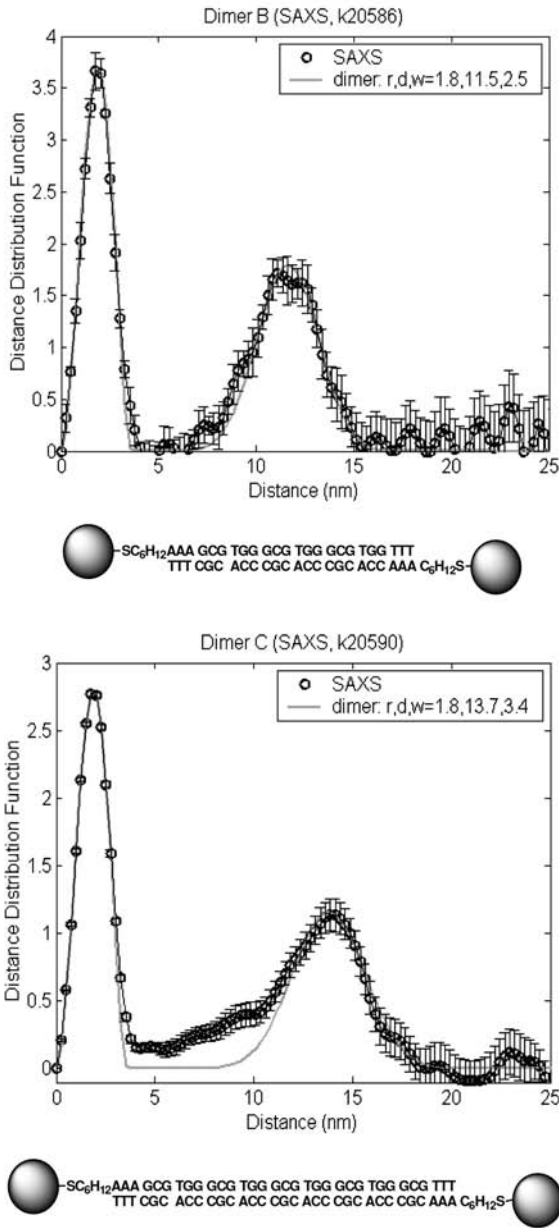 Dimer B (SAXS, k20586)
4
3.5
3
2.5
2
1.5
1
0.5
0
Distance Distribution Function
SAXS
dimer: r,d,w=1.8,11.5,2.5
0 5 10 15 20 25
Distance (nm)
SC6H12AAA GCG TGG GCG TGG GCG TGG TTT
TTT CGC ACC CGC ACC CGC ACC AAA C6H12S
Dimer C (SAXS, k20590)
3
2.5
2
1.5
1
0.5
0
Distance Distribution Function
SAXS
dimer: r,d,w=1.8,13.7,3.4
0 5 10 15 20 25
Distance (nm)
SC6H12AAA GCG TGG GCG TGG GCG TGG GCG TGG GCG TTT
TTT CGC ACC CGC ACC CGC ACC CGC ACC CGC AAA C6H12S